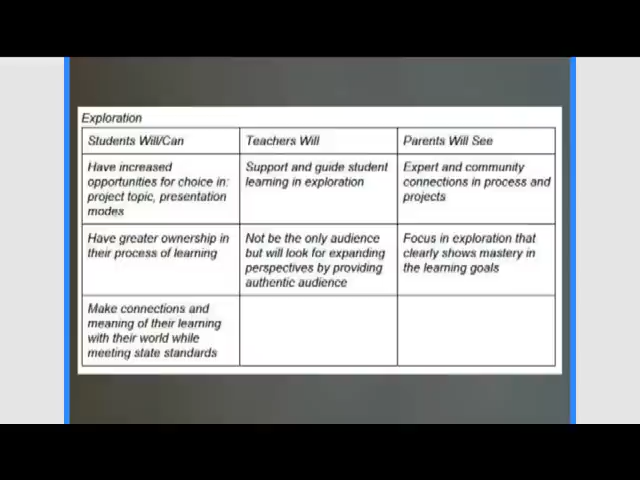 Exploration
Students Will/Can
Teachers Will
Parents Will See
Have increased
opportunities for choice in:
project topic, presentation
modes
Support and guide student
learning in exploration
Expert and community
connections in process and
projects
Have greater ownership in
their process of learning
Not be the only audience
but will look for expanding
perspectives by providing
authentic audience
Focus in exploration that
clearly shows mastery in
the learning goals
Make connections and
meaning of their learning
with their world while
meeting state standards